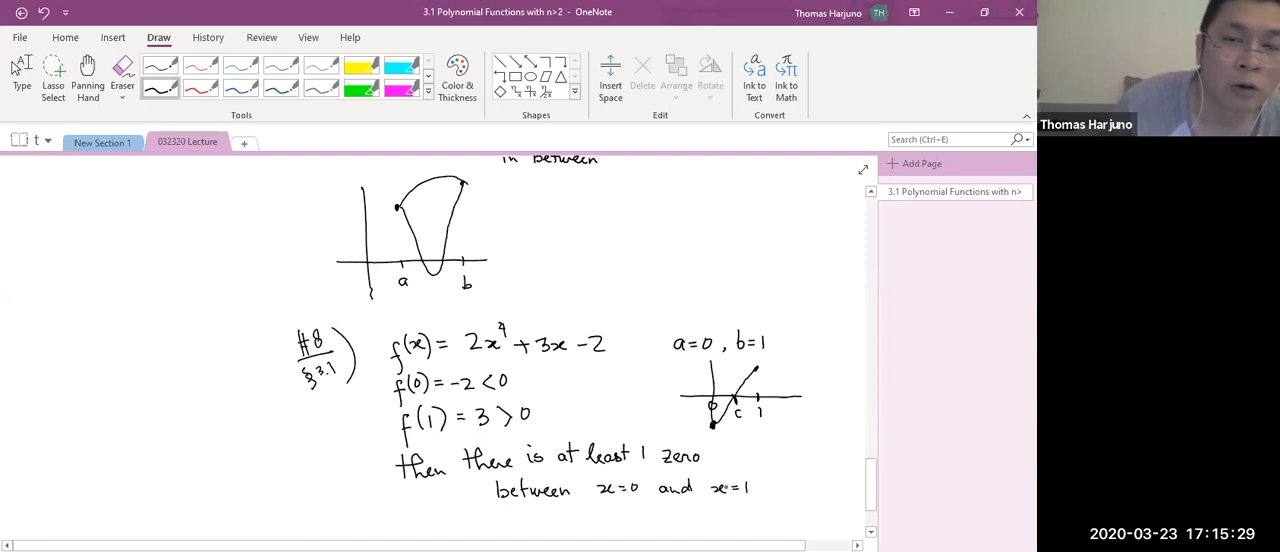 3.1 Polynomial Functions with n>2 - OneNote
Thomas Harjuno TH
File Home Insert Draw History Review View Help
Type Lasso Select Panning Hand Eraser Color & Thickness Insert Space Delete Arrange Rotate Ink to Text Ink to Math
Tools Shapes Edit Convert
t New Section 1 032320 Lecture + Search (Ctrl+E)
Add Page
3.1 Polynomial Functions with n>
Thomas Harjuno
in between
a b
#8
§ 3.1
f(x) = 2x⁴ + 3x - 2 a=0, b=1
f(0) = -2 < 0
f(1) = 3 > 0
0 c 1
then there is at least 1 zero
between x=0 and x=1
2020-03-23 17:15:29